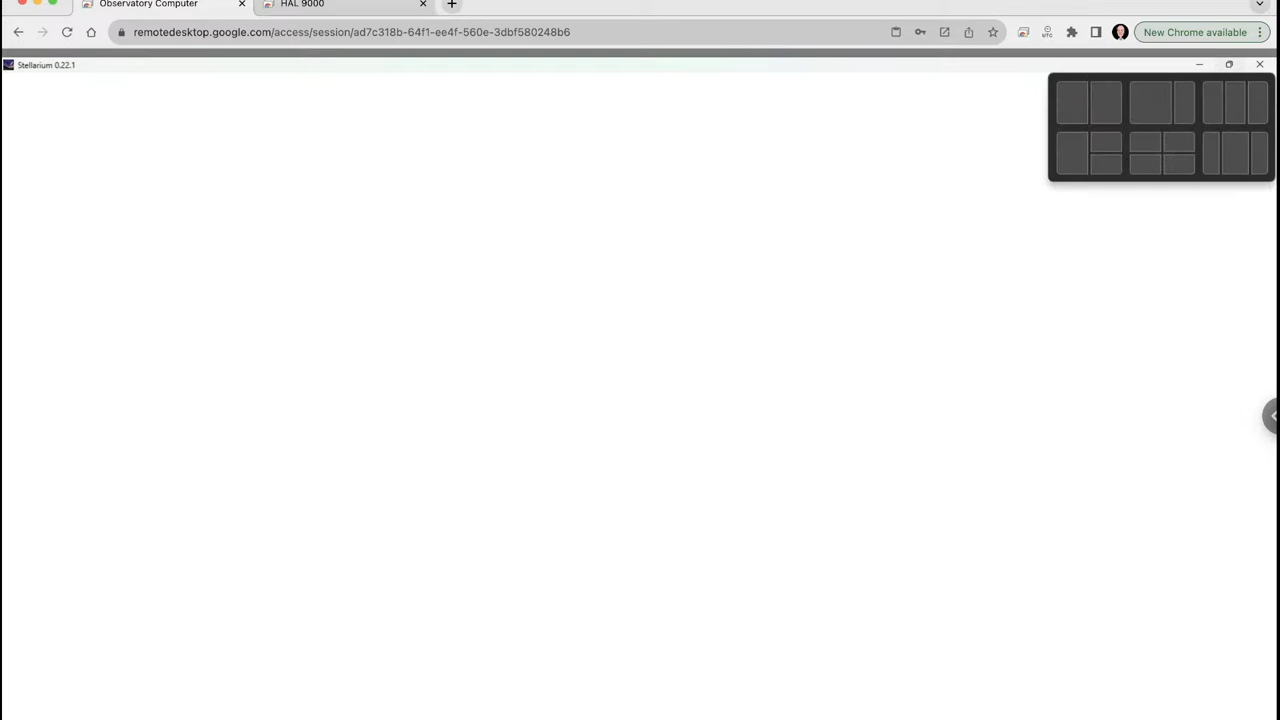 Observatory Computer
HAL 9000
remotedesktop.google.com/access/session/ad7c318b-64f1-ee4f-560e-3dbf580248b6
UTC
New Chrome available
Stellarium 0.22.1